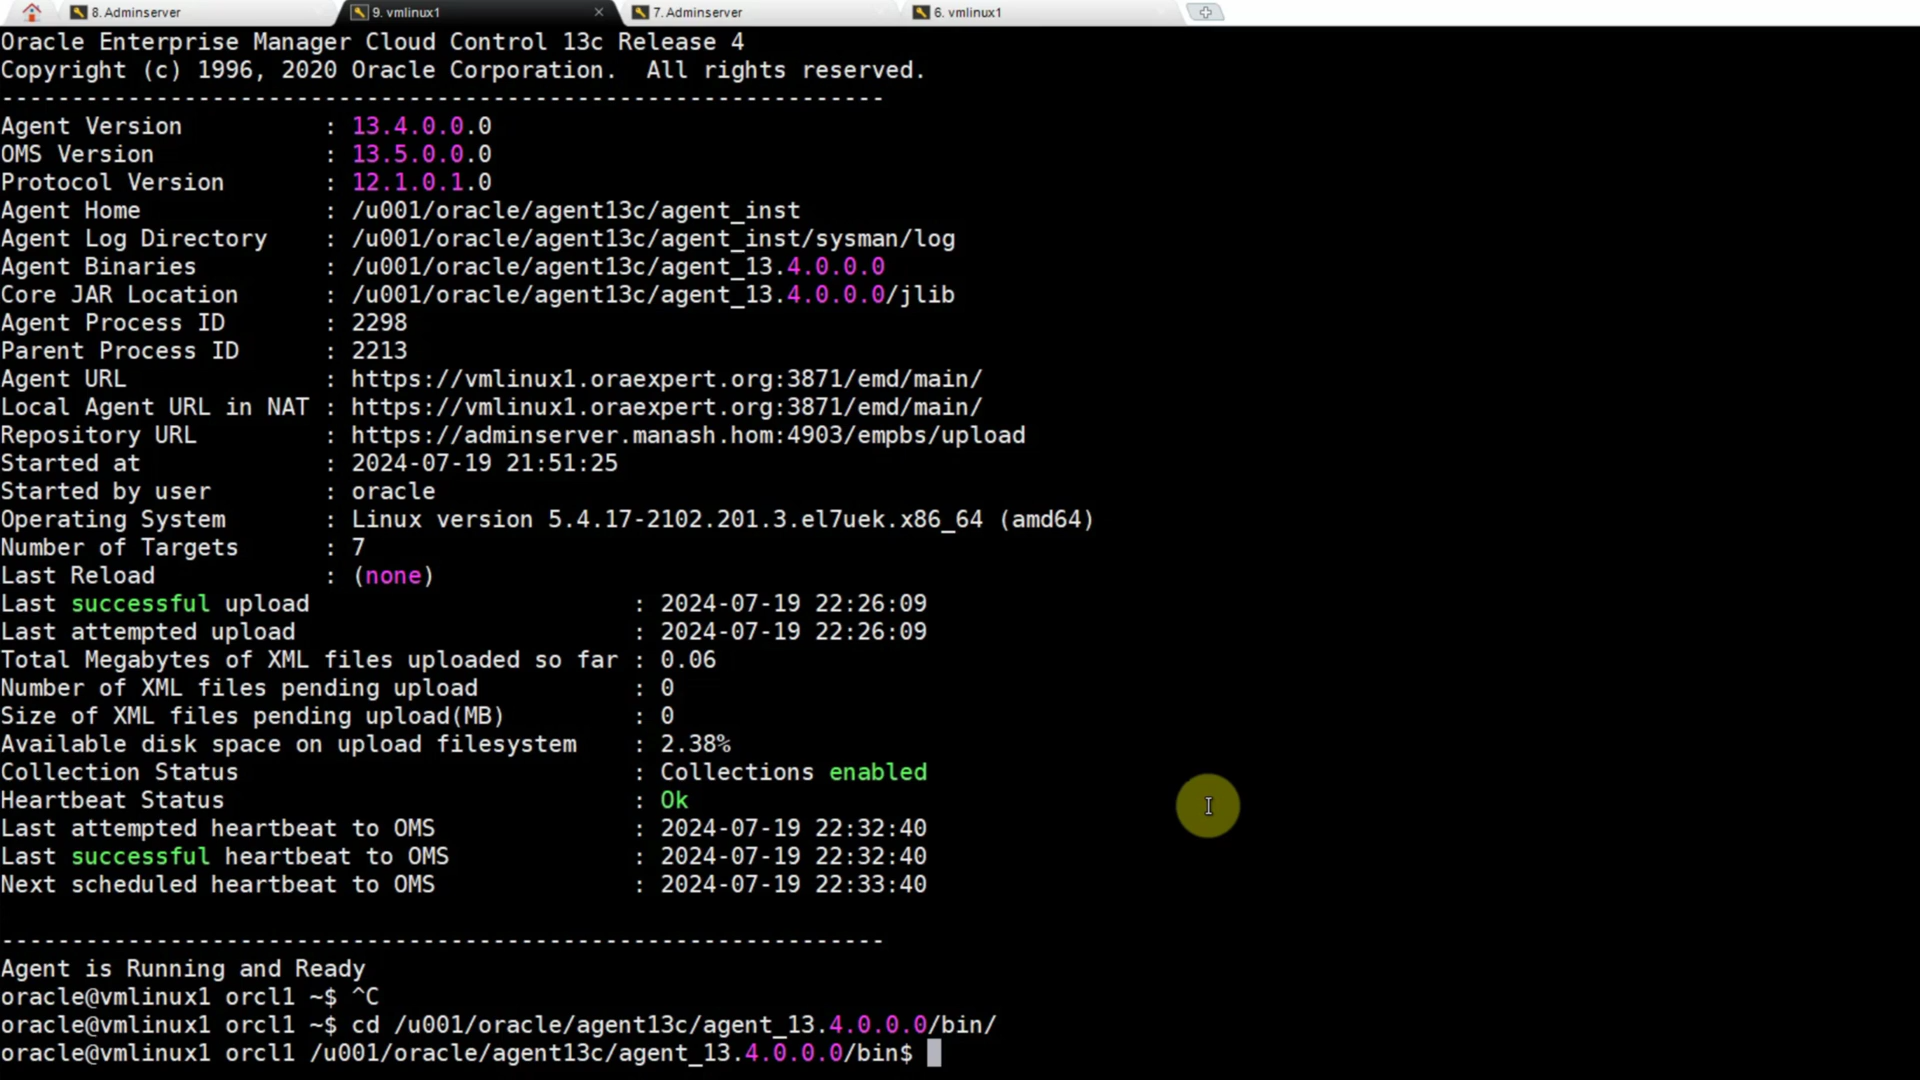 8. Adminserver
9. vmlinux1
7. Adminserver
6. vmlinux1
Oracle Enterprise Manager Cloud Control 13c Release 4
Copyright (c) 1996, 2020 Oracle Corporation.  All rights reserved.
---------------------------------------------------------------
Agent Version          : 13.4.0.0.0
OMS Version            : 13.5.0.0.0
Protocol Version       : 12.1.0.1.0
Agent Home             : /u001/oracle/agent13c/agent_inst
Agent Log Directory    : /u001/oracle/agent13c/agent_inst/sysman/log
Agent Binaries         : /u001/oracle/agent13c/agent_13.4.0.0.0
Core JAR Location      : /u001/oracle/agent13c/agent_13.4.0.0.0/jlib
Agent Process ID       : 2298
Parent Process ID      : 2213
Agent URL              : https://vmlinux1.oraexpert.org:3871/emd/main/
Local Agent URL in NAT : https://vmlinux1.oraexpert.org:3871/emd/main/
Repository URL         : https://adminserver.manash.hom:4903/empbs/upload
Started at             : 2024-07-19 21:51:25
Started by user        : oracle
Operating System       : Linux version 5.4.17-2102.201.3.el7uek.x86_64 (amd64)
Number of Targets      : 7
Last Reload            : (none)
Last successful upload                       : 2024-07-19 22:26:09
Last attempted upload                        : 2024-07-19 22:26:09
Total Megabytes of XML files uploaded so far : 0.06
Number of XML files pending upload           : 0
Size of XML files pending upload(MB)         : 0
Available disk space on upload filesystem    : 2.38%
Collection Status                            : Collections enabled
Heartbeat Status                             : Ok
Last attempted heartbeat to OMS              : 2024-07-19 22:32:40
Last successful heartbeat to OMS             : 2024-07-19 22:32:40
Next scheduled heartbeat to OMS              : 2024-07-19 22:33:40
---------------------------------------------------------------
Agent is Running and Ready
oracle@vmlinux1 orcl1 ~$ ^C
oracle@vmlinux1 orcl1 ~$ cd /u001/oracle/agent13c/agent_13.4.0.0.0/bin/
oracle@vmlinux1 orcl1 /u001/oracle/agent13c/agent_13.4.0.0.0/bin$